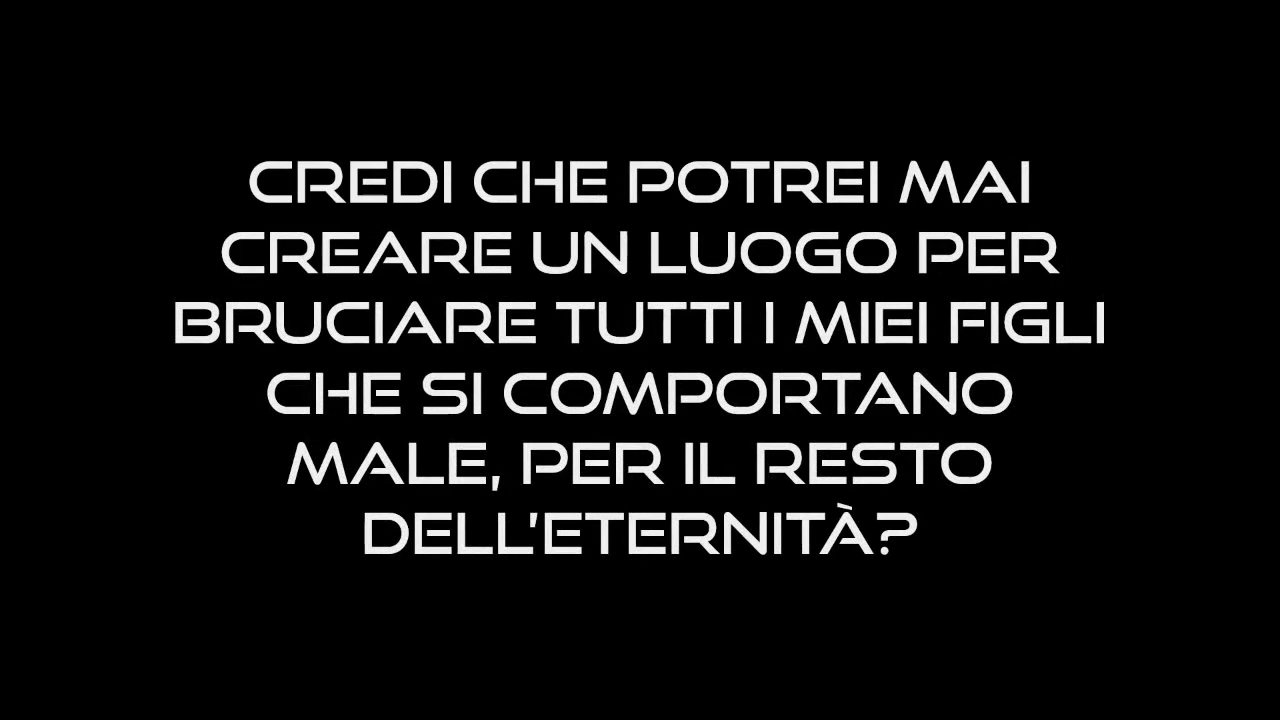 CREDI CHE POTREI MAI
CREARE UN LUOGO PER
BRUCIARE TUTTI I MIEI FIGLI
CHE SI COMPORTANO
MALE, PER IL RESTO
DELL'ETERNITÀ?